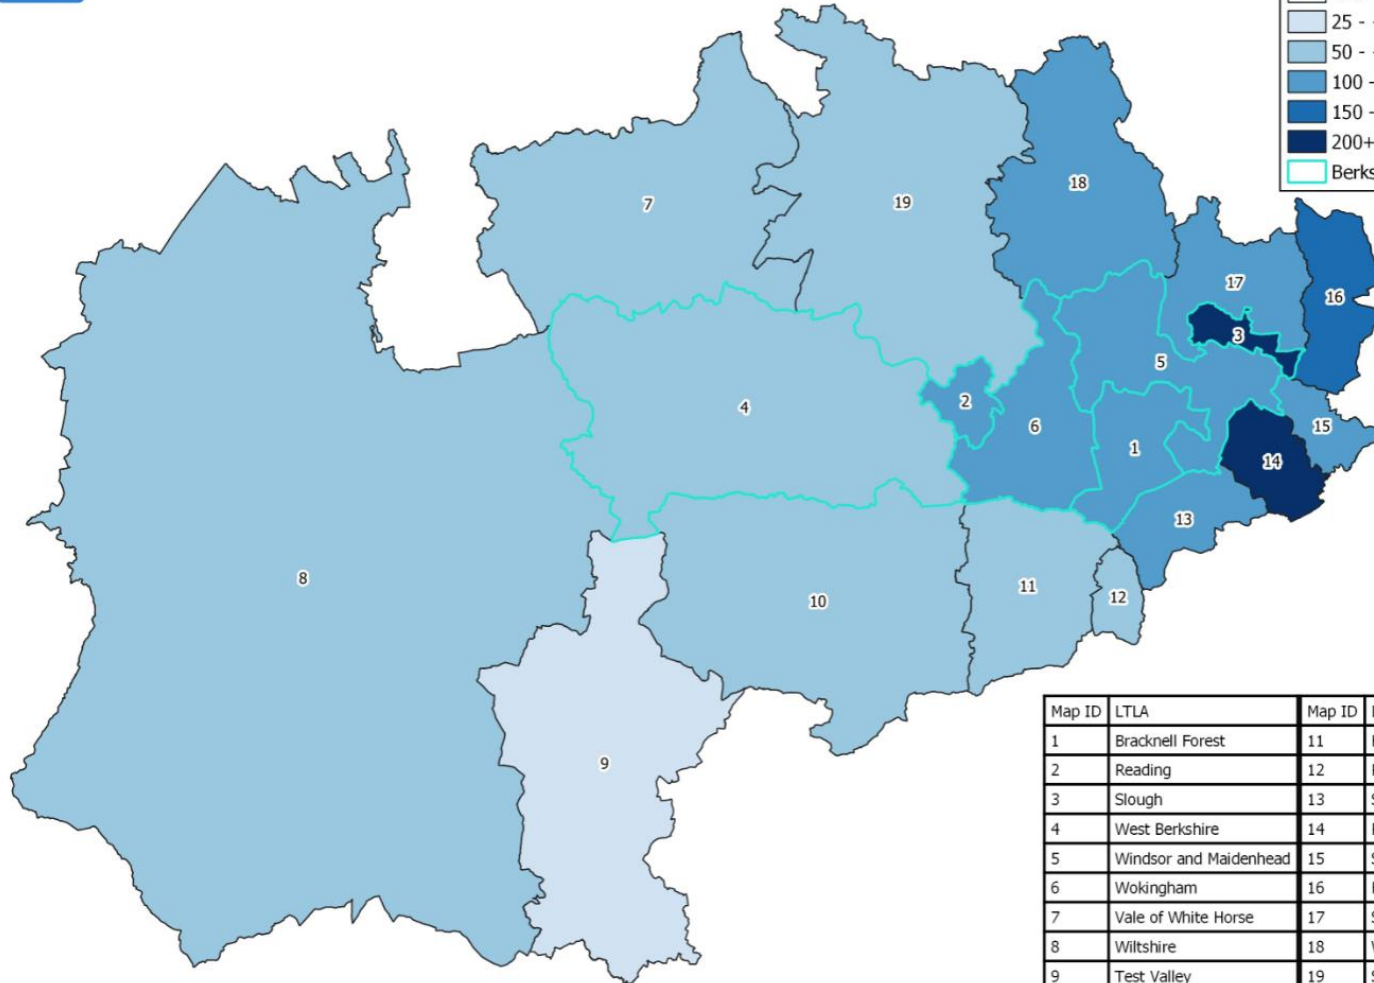 25 -
50 -
100 -
150 -
200+
Berks
18
7
19
17
16
3
5
4
2
6
15
1
14
13
8
11
12
10
9
Map ID LTLA Map ID
1 Bracknell Forest 11
2 Reading 12
3 Slough 13
4 West Berkshire 14
5 Windsor and Maidenhead 15
6 Wokingham 16
7 Vale of White Horse 17
8 Wiltshire 18
9 Test Valley 19